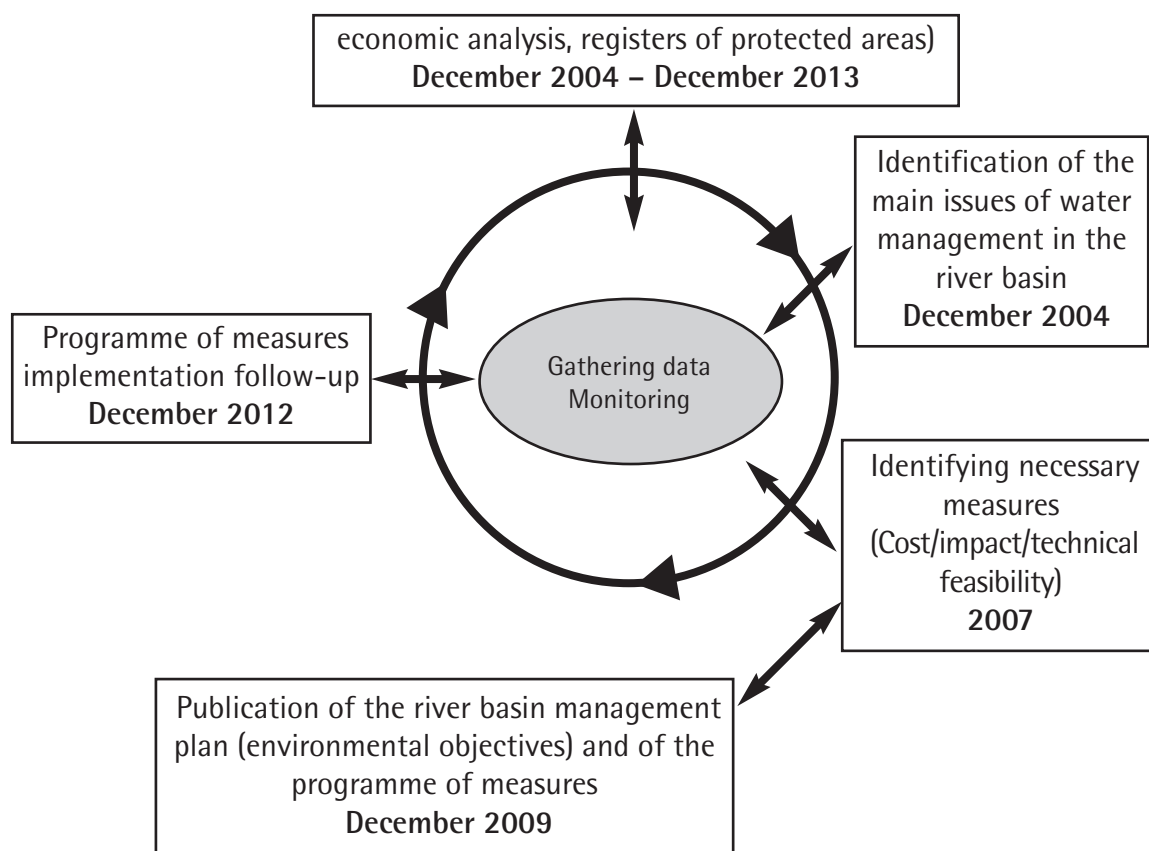 economic analysis, registers of protected areas)
December 2004 – December 2013
Identification of the
main issues of water
management in the
river basin
December 2004
Gathering data
Monitoring
Programme of measures
implementation follow-up
December 2012
Identifying necessary
measures
(Cost/impact/technical
feasibility)
2007
Publication of the river basin management
plan (environmental objectives) and of the
programme of measures
December 2009